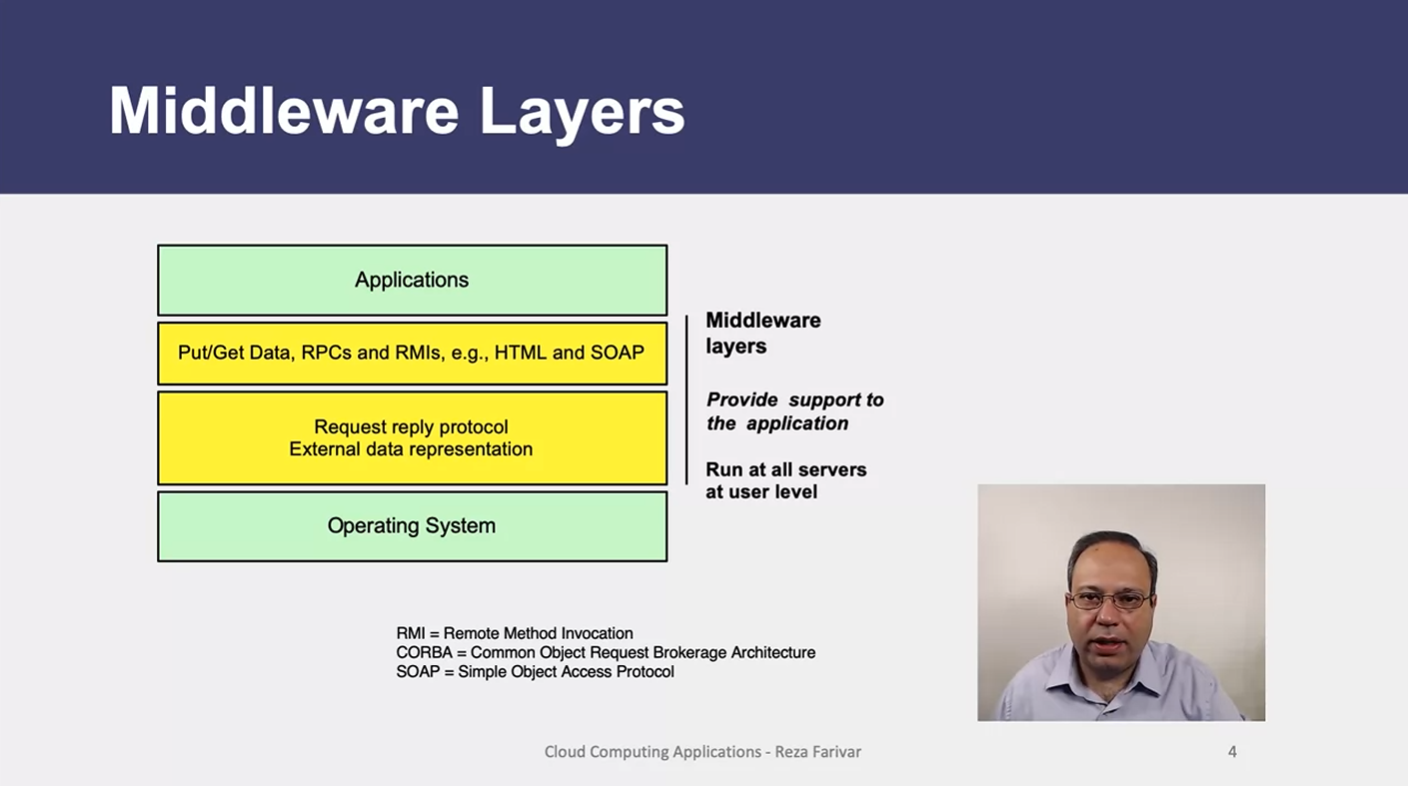 Middleware Layers
Applications
Put/Get Data, RPCs and RMIs, e.g., HTML and SOAP
Request reply protocol
External data representation
Operating System
Middleware
layers
Provide support to
the application
Run at all servers
at user level
RMI = Remote Method Invocation
CORBA = Common Object Request Brokerage Architecture
SOAP = Simple Object Access Protocol
Cloud Computing Applications - Reza Farivar
4